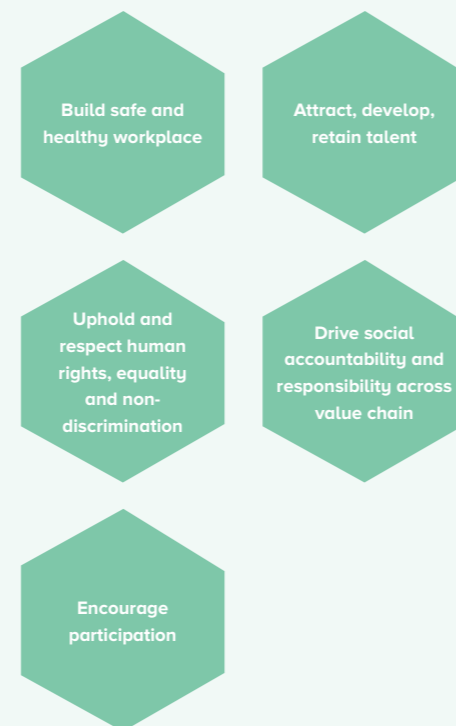 Build safe and
healthy workplace
Attract, develop,
retain talent
Uphold and
respect human
rights, equality
and non-
discrimination
Drive social
accountability and
responsibility across
value chain
Encourage
participation